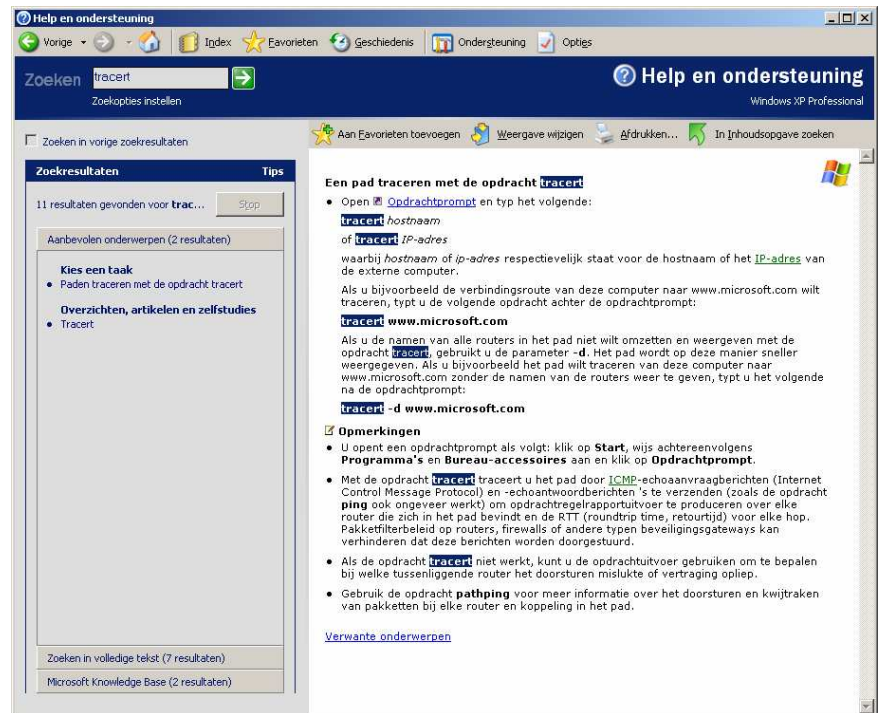 Help en ondersteuning
Vorige Index Favorieten Geschiedenis Ondersteuning Opties
Zoeken tracert
Zoekopties instellen
Help en ondersteuning
Windows XP Professional
Zoeken in vorige zoekresultaten
Aan Favorieten toevoegen Weergave wijzigen Afdrukken... In Inhoudsopgave zoeken
Zoekresultaten Tips
11 resultaten gevonden voor trac... Stop
Aanbevolen onderwerpen (2 resultaten)
Kies een taak
Paden traceren met de opdracht tracert
Overzichten, artikelen en zelfstudies
Tracert
Zoeken in volledige tekst (7 resultaten)
Microsoft Knowledge Base (2 resultaten)
Een pad traceren met de opdracht tracert
Open Opdrachtprompt en typ het volgende:
tracert hostnaam
of tracert IP-adres
waarbij hostnaam of ip-adres respectievelijk staat voor de hostnaam of het IP-adres van
de externe computer.
Als u bijvoorbeeld de verbindingsroute van deze computer naar www.microsoft.com wilt
traceren, typt u de volgende opdracht achter de opdrachtprompt:
tracert www.microsoft.com
Als u de namen van alle routers in het pad niet wilt omzetten en weergeven met de
opdracht tracert, gebruikt u de parameter -d. Het pad wordt op deze manier sneller
weergegeven. Als u bijvoorbeeld het pad wilt traceren van deze computer naar
www.microsoft.com zonder de namen van de routers weer te geven, typt u het volgende
na de opdrachtprompt:
tracert -d www.microsoft.com
Opmerkingen
U opent een opdrachtprompt als volgt: klik op Start, wijs achtereenvolgens
Programma's en Bureau-accessoires aan en klik op Opdrachtprompt.
Met de opdracht tracert traceert u het pad door ICMP-echoaanvraagberichten (Internet
Control Message Protocol) en -echoantwoordberichten 's te verzenden (zoals de opdracht
ping ook ongeveer werkt) om opdrachtregelrapportuitvoer te produceren over elke
router die zich in het pad bevindt en de RTT (roundtrip time, retourtijd) voor elke hop.
Pakketfilterbeleid op routers, firewalls of andere typen beveiligingsgateways kan
verhinderen dat deze berichten worden doorgestuurd.
Als de opdracht tracert niet werkt, kunt u de opdrachtuitvoer gebruiken om te bepalen
bij welke tussenliggende router het doorsturen mislukte of vertraging opliep.
Gebruik de opdracht pathping voor meer informatie over het doorsturen en kwijtraken
van pakketten bij elke router en koppeling in het pad.
Verwante onderwerpen